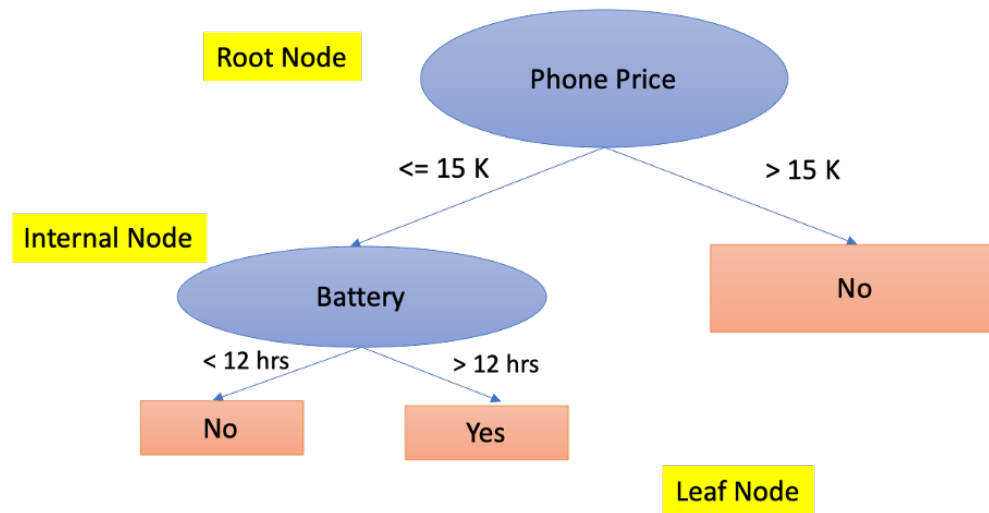 Root Node
Phone Price
<= 15 K
> 15 K
Internal Node
Battery
No
< 12 hrs
> 12 hrs
No
Yes
Leaf Node